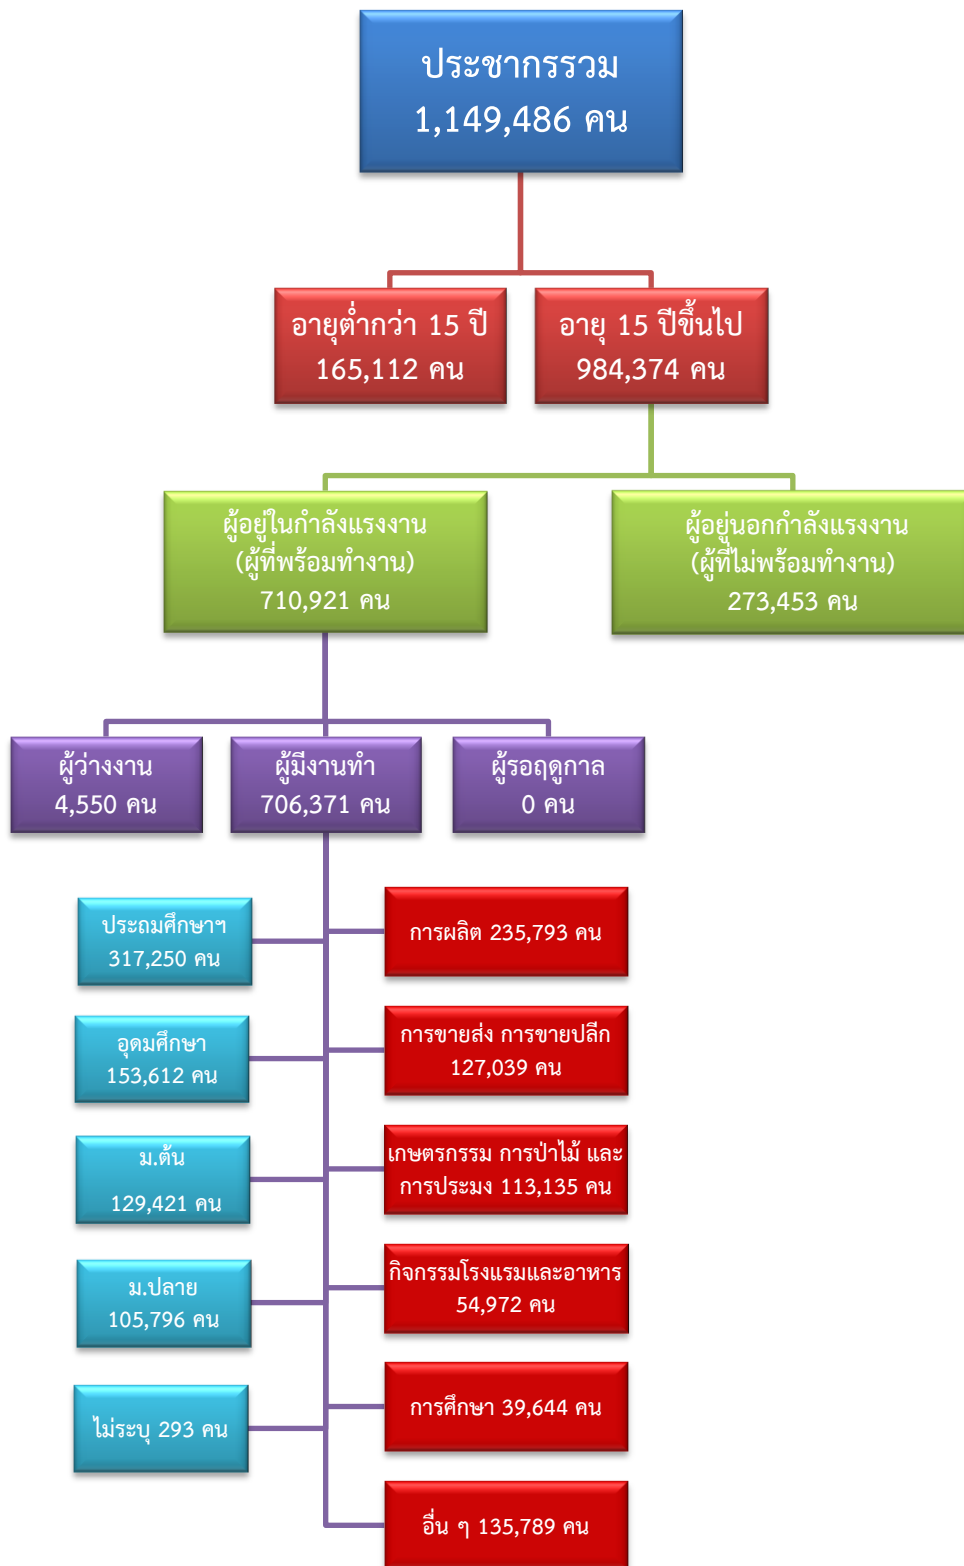 ประชากรรวม
1,149,486 คน
อายุต่ำกว่า 15 ปี
165,112 คน
อายุ 15 ปีขึ้นไป
984,374 คน
ผู้อยู่ในกำลังแรงงาน
(ผู้ที่พร้อมทำงาน)
710,921 คน
ผู้อยู่นอกกำลังแรงงาน
(ผู้ที่ไม่พร้อมทำงาน)
273,453 คน
ผู้ว่างงาน
4,550 คน
ผู้มีงานทำ
706,371 คน
ผู้รอฤดูกาล
0 คน
ประถมศึกษาฯ
317,250 คน
อุดมศึกษา
153,612 คน
ม.ต้น
129,421 คน
ม.ปลาย
105,796 คน
ไม่ระบุ 293 คน
การผลิต 235,793 คน
การขายส่ง การขายปลีก
127,039 คน
เกษตรกรรม การป่าไม้ และ
การประมง 113,135 คน
กิจกรรมโรงแรมและอาหาร
54,972 คน
การศึกษา 39,644 คน
อื่น ๆ 135,789 คน